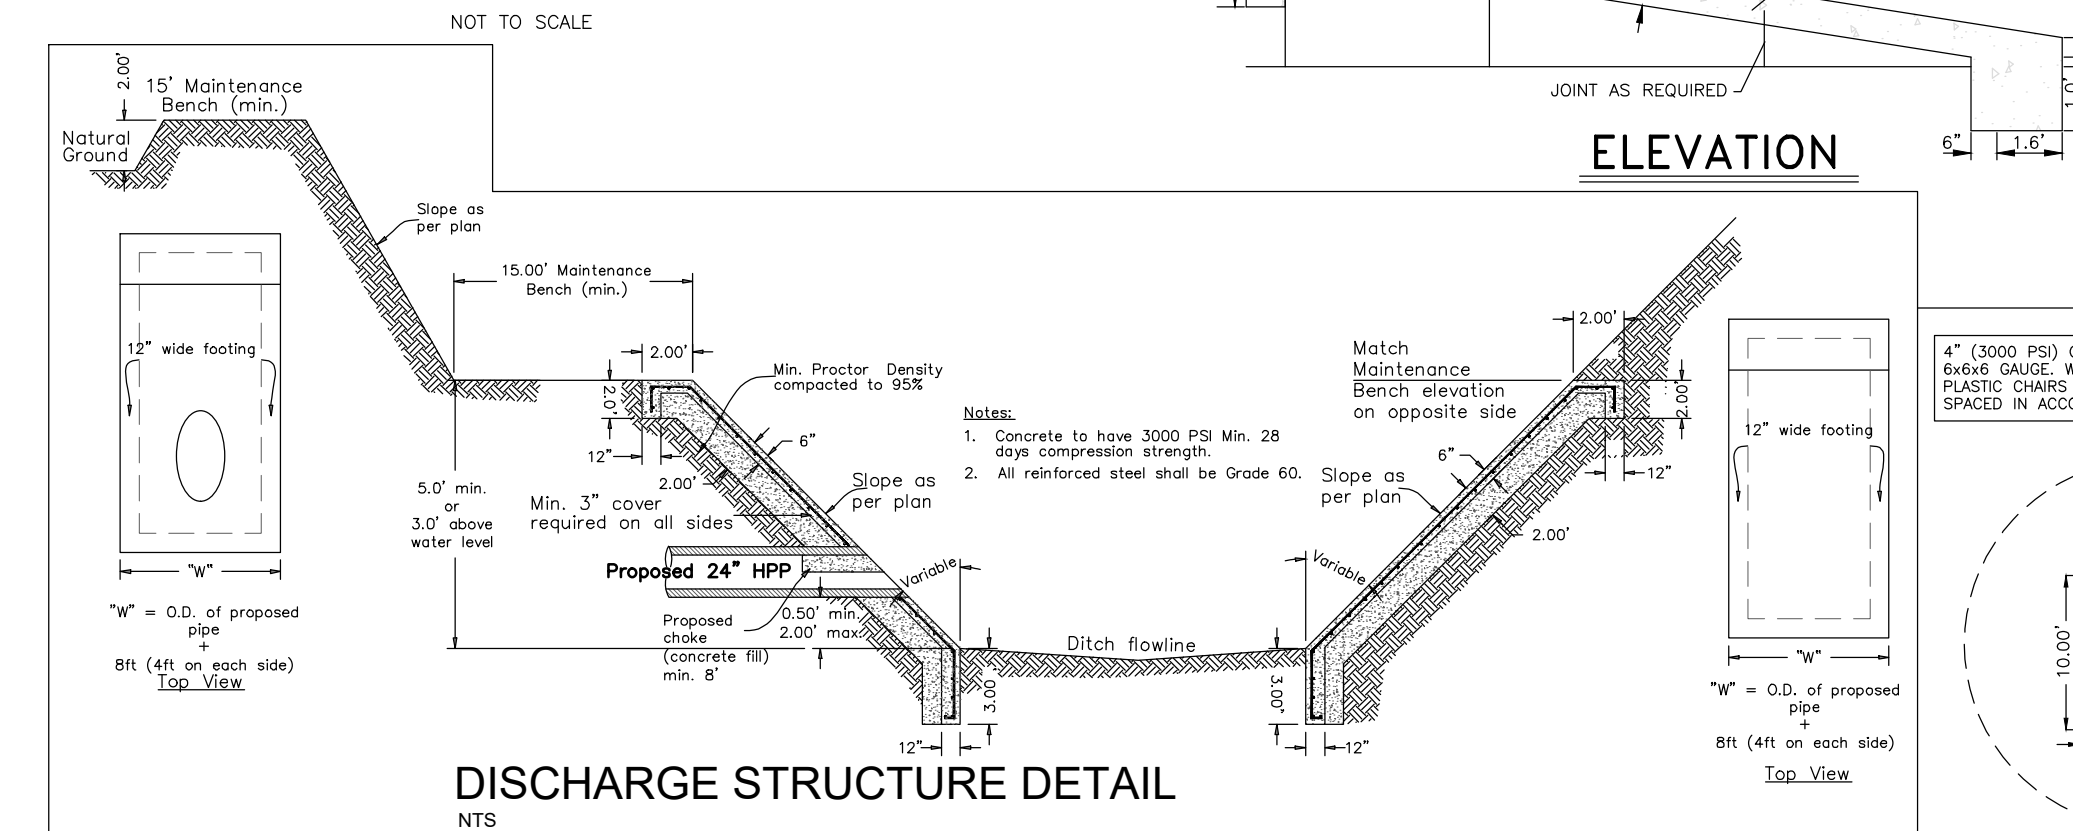 NOT TO SCALE
2.00'
15' Maintenance
Bench (min.)
Natural
Ground
Slope as
per plan
12" wide footing
"W"
"W" = O.D. of proposed
pipe
+
8ft (4ft on each side)
Top View
15.00' Maintenance
Bench (min.)
2.00'
2.0'
12"
Min. Proctor Density
compacted to 95%
6"
2.00'
Slope as
per plan
Min. 3" cover
required on all sides
5.0' min.
or
3.0' above
water level
Proposed 24" HPP
Variable
Proposed
choke
(concrete fill)
min. 8'
0.50' min.
2.00' max.
3.00'
12"
Ditch flowline
Notes:
1. Concrete to have 3000 PSI Min. 28
days compression strength.
2. All reinforced steel shall be Grade 60.
Match
Maintenance
Bench elevation
on opposite side
2.00'
2.00'
12"
6"
Slope as
per plan
2.00'
Variable
3.00'
12"
12" wide footing
"W"
"W" = O.D. of proposed
pipe
+
8ft (4ft on each side)
Top View
DISCHARGE STRUCTURE DETAIL
NTS
JOINT AS REQUIRED
ELEVATION
6"
1.6'
1.0'
4" (3000 PSI)
6x6x6 GAUGE.
PLASTIC CHAIRS
SPACED IN
10.00'